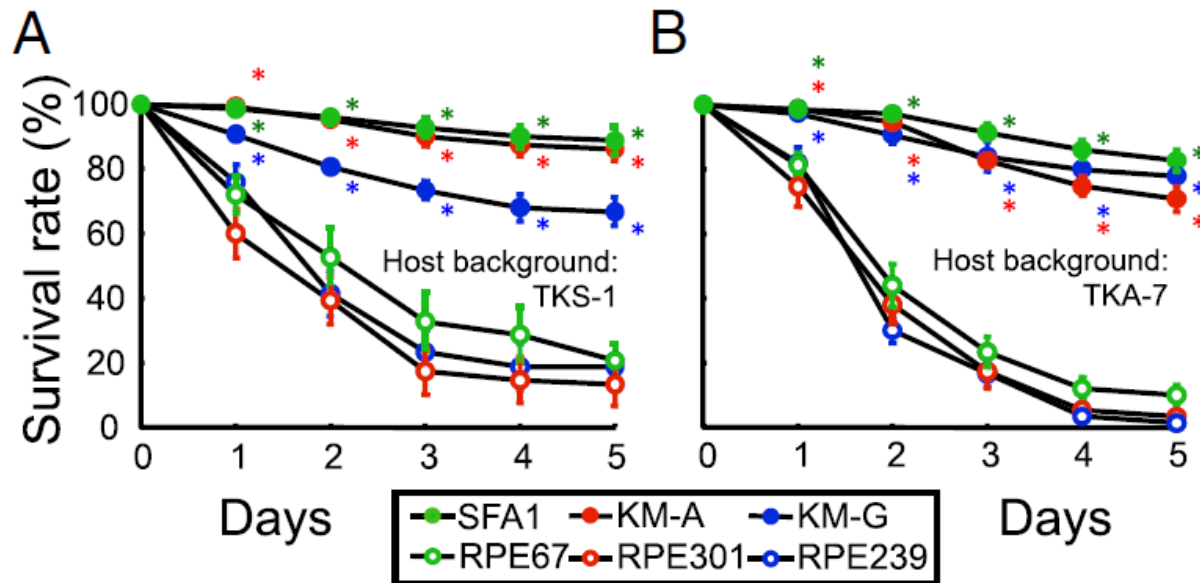 A
B
Survival rate (%)
100
80
60
40
20
0
* * * * * * * * * * * * * *
* * * * * * * * * * * * * * *
Host background:
TKS-1
Host background:
TKA-7
0 1 2 3 4 5
0 1 2 3 4 5
Days
Days
SFA1 KM-A KM-G
RPE67 RPE301 RPE239